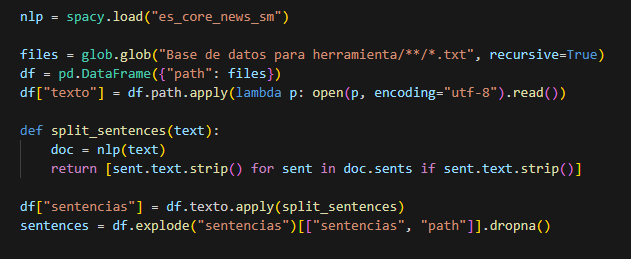 nlp = spacy.load("es_core_news_sm")
files = glob.glob("Base de datos para herramienta/**/*.txt", recursive=True)
df = pd.DataFrame({"path": files})
df["texto"] = df.path.apply(lambda p: open(p, encoding="utf-8").read())
def split_sentences(text):
    doc = nlp(text)
    return [sent.text.strip() for sent in doc.sents if sent.text.strip()]
df["sentencias"] = df.texto.apply(split_sentences)
sentences = df.explode("sentencias")[["sentencias", "path"]].dropna()